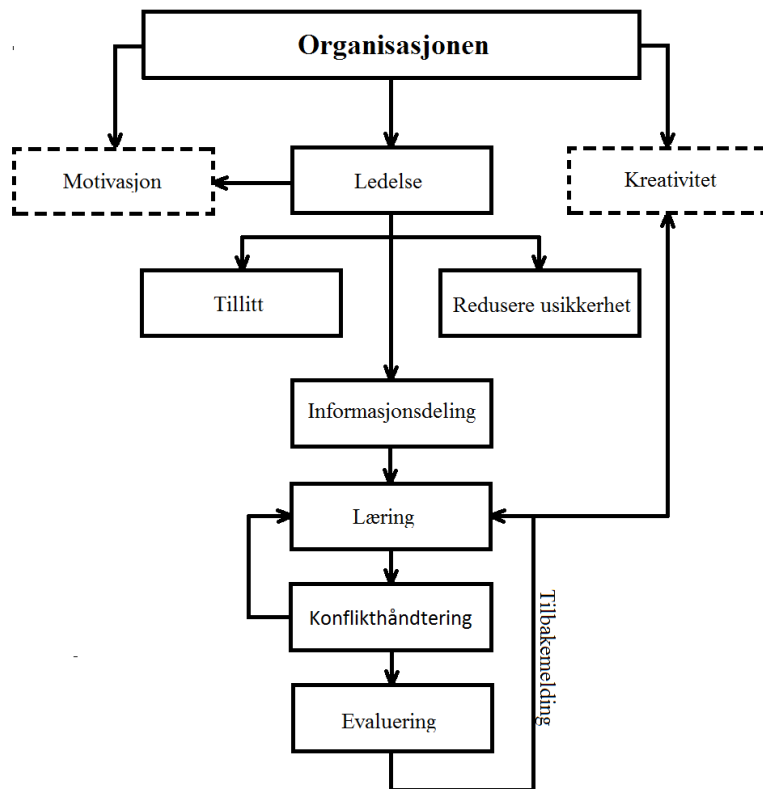 Organisasjonen
Motivasjon
Ledelse
Kreativitet
Tillitt
Redusere usikkerhet
Informasjonsdeling
Læring
Konflikthåndtering
Tilbakemelding
Evaluering